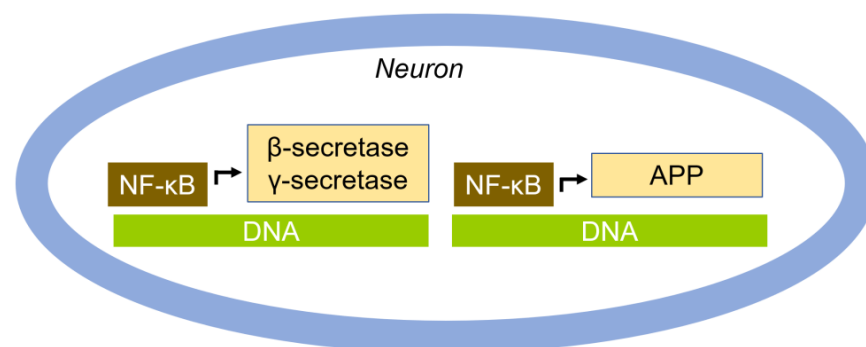 Neuron
NF-κB
β-secretase
γ-secretase
DNA
NF-κB
APP
DNA